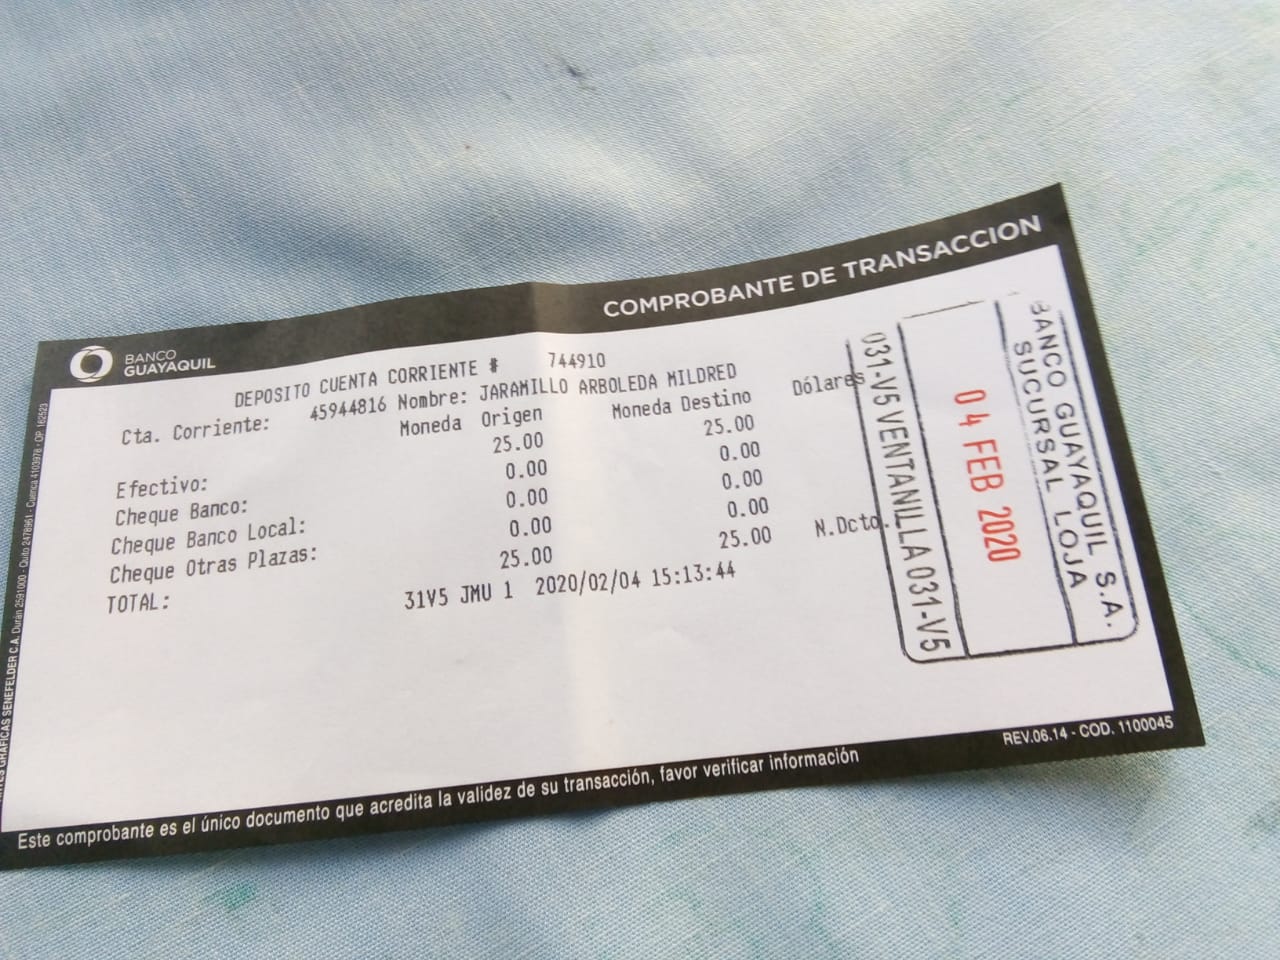 COMPROBANTE DE TRANSACCION
BANCO
GUAYAQUIL
DEPOSITO CUENTA CORRIENTE # 744910
Cta. Corriente: 45944816 Nombre: JARAMILLO ARBOLEDA MILDRED
Moneda Origen Moneda Destino Dólares
Efectivo: 25.00 25.00
Cheque Banco: 0.00 0.00
Cheque Banco Local: 0.00 0.00
Cheque Otras Plazas: 0.00 0.00
TOTAL: 25.00 25.00 N.Dcto.
31V5 JMU 1 2020/02/04 15:13:44
BANCO GUAYAQUIL S.A.
SUCURSAL LOJA
04 FEB 2020
031-V5 VENTANILLA 031-V5
REV.06.14 - COD. 1100045
Este comprobante es el único documento que acredita la validez de su transacción, favor verificar información
GRAFICAS SENEFELDER C.A. Durán 2591000 - Quito 2478961 - Cuenca 4103978 - OP. 162523